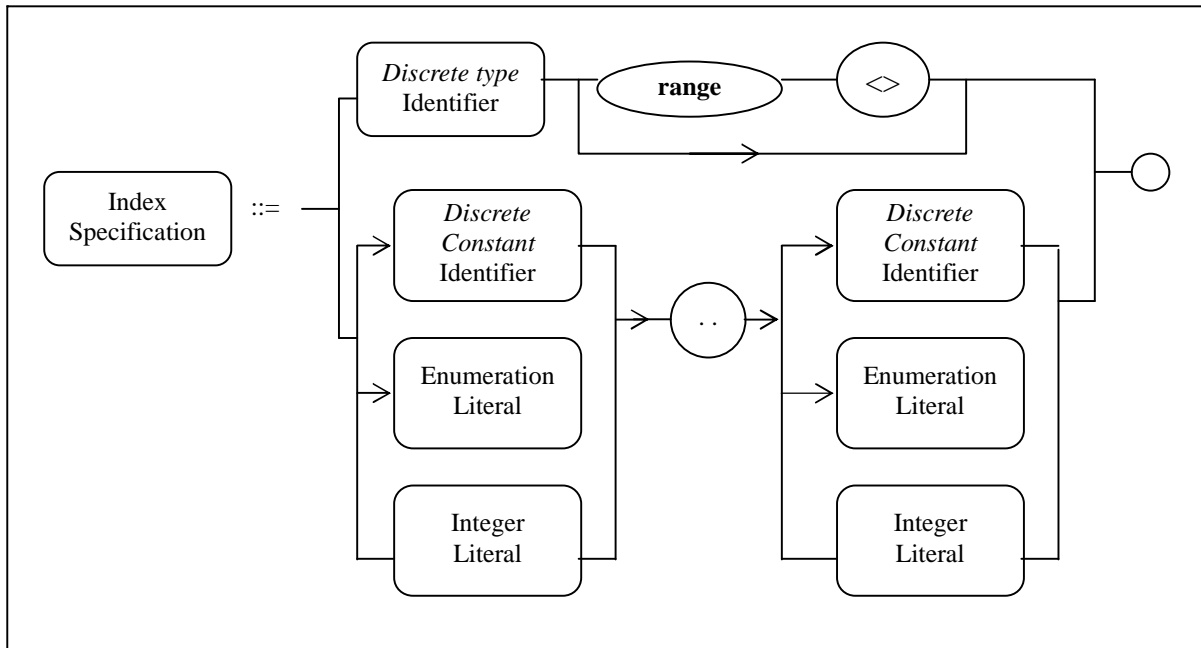 Discrete type
Identifier
range
<>
Index
Specification
::=
Discrete
Constant
Identifier
. .
Discrete
Constant
Identifier
Enumeration
Literal
Enumeration
Literal
Integer
Literal
Integer
Literal